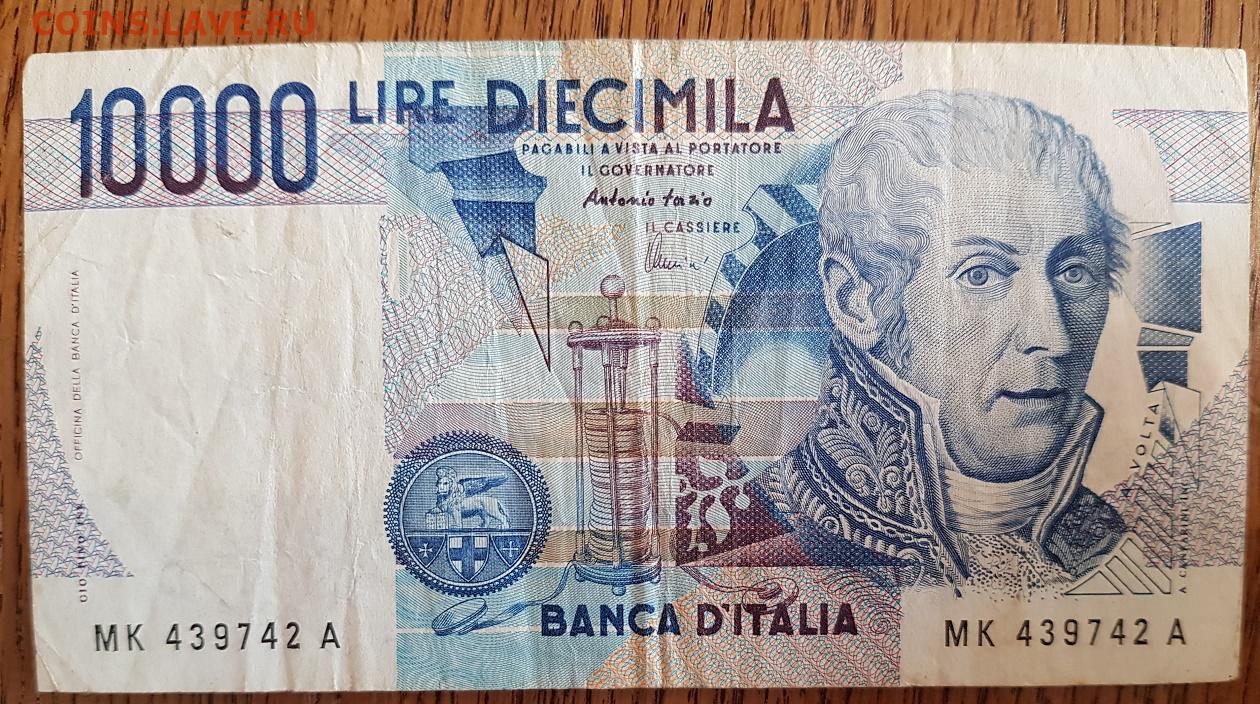 COINS.LAVE.RU
10000 LIRE DIECIMILA
PAGABILI A VISTA AL PORTATORE
IL GOVERNATORE
Antonio Fazio
IL CASSIERE
OFFICINA DELLA BANCA D'ITALIA
A. VOLTA
BANCA D'ITALIA
MK 439742 A
MK 439742 A